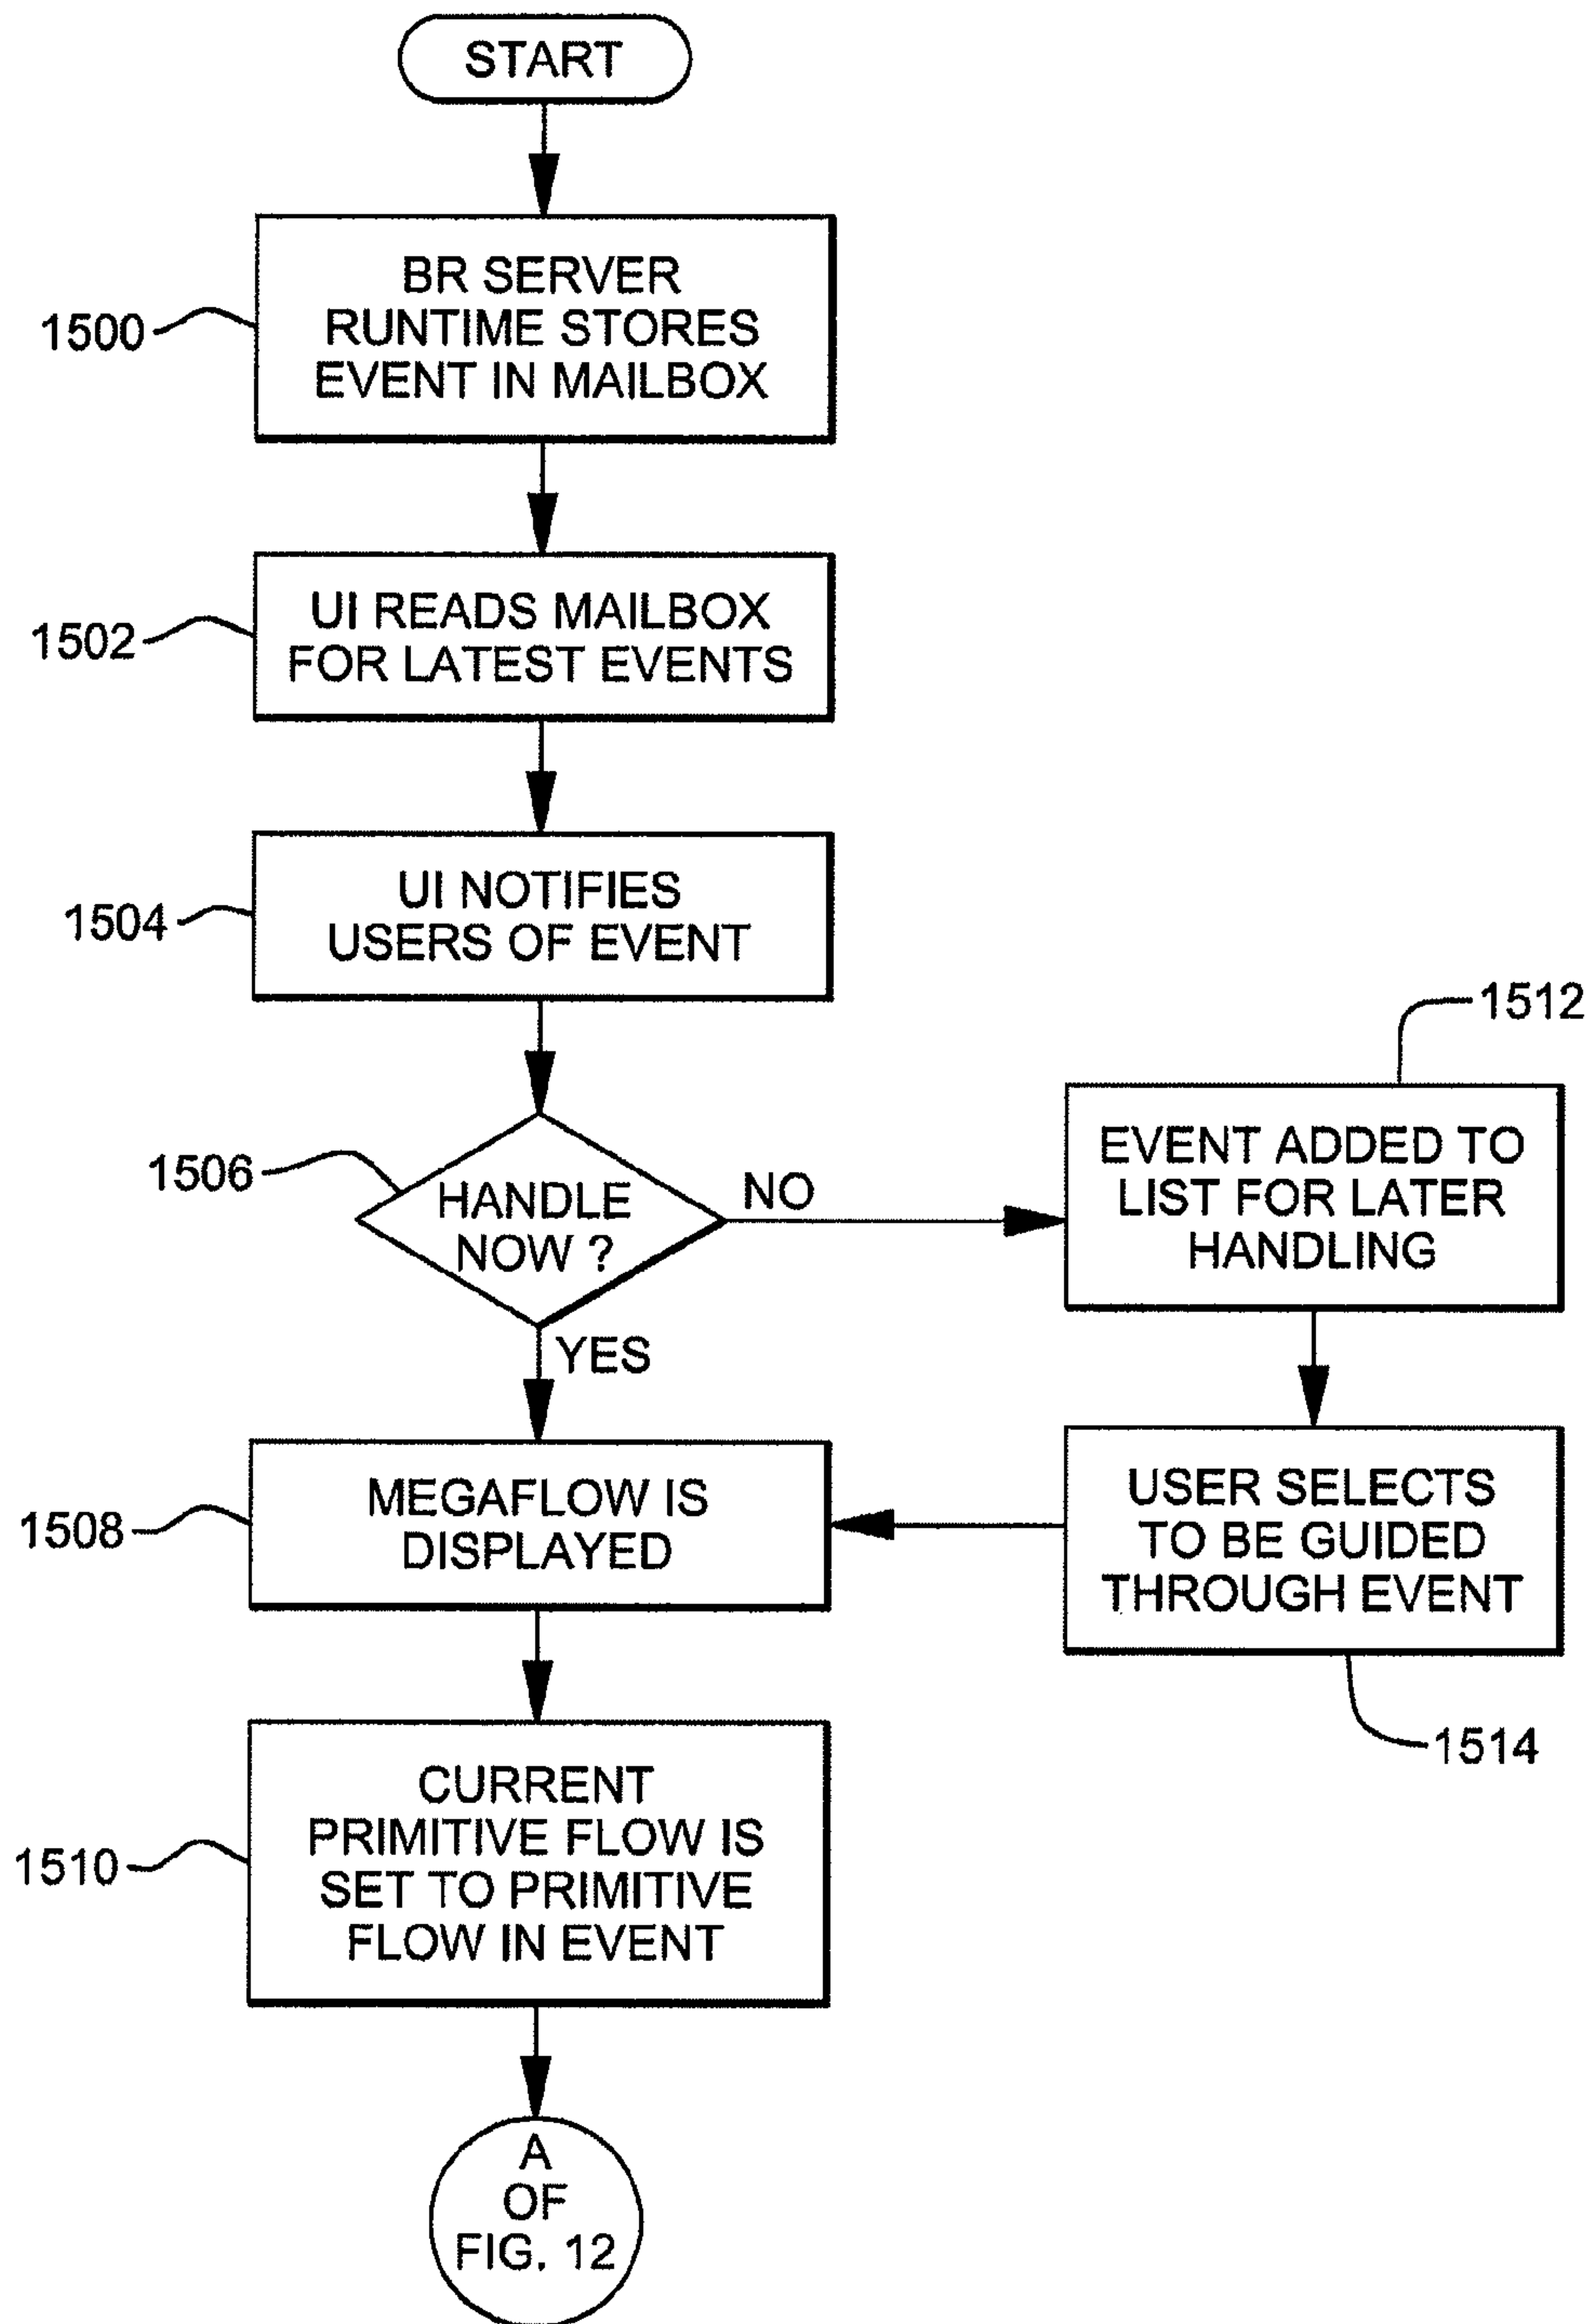 START
BR SERVER
RUNTIME STORES
EVENT IN MAILBOX
1500
UI READS MAILBOX
FOR LATEST EVENTS
1502
UI NOTIFIES
USERS OF EVENT
1504
HANDLE
NOW ?
1506
NO
YES
EVENT ADDED TO
LIST FOR LATER
HANDLING
1512
USER SELECTS
TO BE GUIDED
THROUGH EVENT
1514
MEGAFLOW IS
DISPLAYED
1508
CURRENT
PRIMITIVE FLOW IS
SET TO PRIMITIVE
FLOW IN EVENT
1510
A
OF
FIG. 12